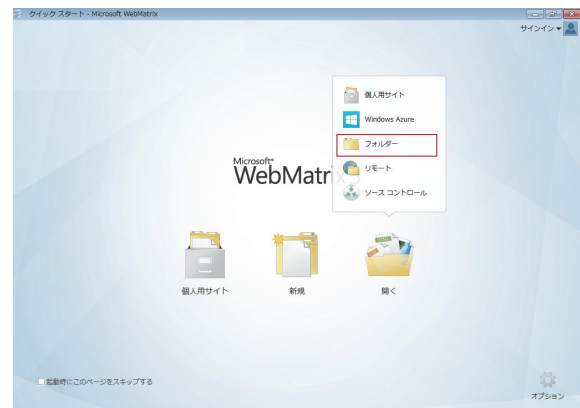 クイック スタート - Microsoft WebMatrix
サインイン
個人用サイト
Windows Azure
フォルダー
リモート
ソース コントロール
Microsoft®
WebMatri
個人用サイト
新規
開く
起動時にこのページをスキップする
オプション